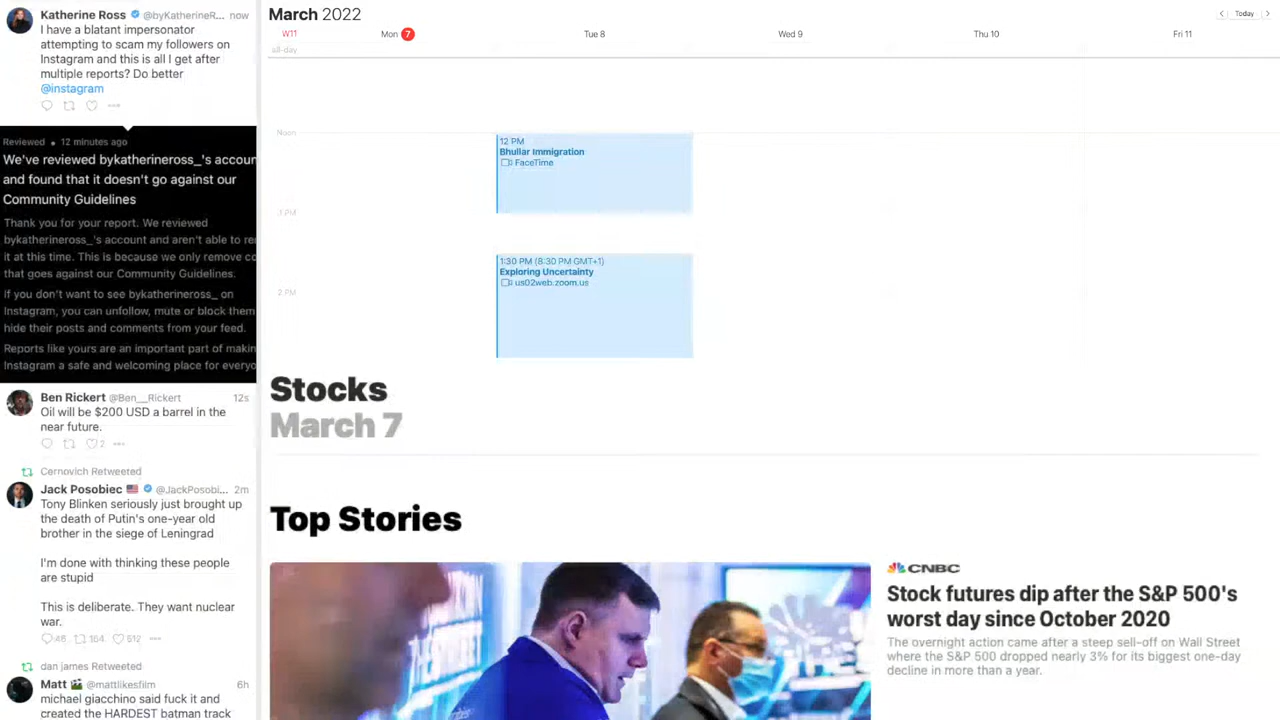 Katherine Ross @byKatherineR... now
I have a blatant impersonator
attempting to scam my followers on
Instagram and this is all I get after
multiple reports? Do better
@instagram
Reviewed • 12 minutes ago
We've reviewed bykatherineross_'s accoun
and found that it doesn't go against our
Community Guidelines
Thank you for your report. We reviewed
bykatherineross_'s account and aren't able to re
it at this time. This is because we only remove co
that goes against our Community Guidelines.
If you don't want to see bykatherineross_ on
Instagram, you can unfollow, mute or block them
hide their posts and comments from your feed.
Reports like yours are an important part of makin
Instagram a safe and welcoming place for everyo
Ben Rickert @Ben__Rickert 12s
Oil will be $200 USD a barrel in the
near future.
2
Cernovich Retweeted
Jack Posobiec @JackPosobi... 2m
Tony Blinken seriously just brought up
the death of Putin's one-year old
brother in the siege of Leningrad
I'm done with thinking these people
are stupid
This is deliberate. They want nuclear
war.
46 164 512
dan james Retweeted
Matt @mattlikesfilm 6h
michael giacchino said fuck it and
created the HARDEST batman track
March 2022
Today
W11 Mon 7 Tue 8 Wed 9 Thu 10 Fri 11
all-day
Noon
12 PM
Bhullar Immigration
FaceTime
1 PM
1:30 PM (8:30 PM GMT+1)
Exploring Uncertainty
us02web.zoom.us
2 PM
Stocks
March 7
Top Stories
CNBC
Stock futures dip after the S&P 500's
worst day since October 2020
The overnight action came after a steep sell-off on Wall Street
where the S&P 500 dropped nearly 3% for its biggest one-day
decline in more than a year.